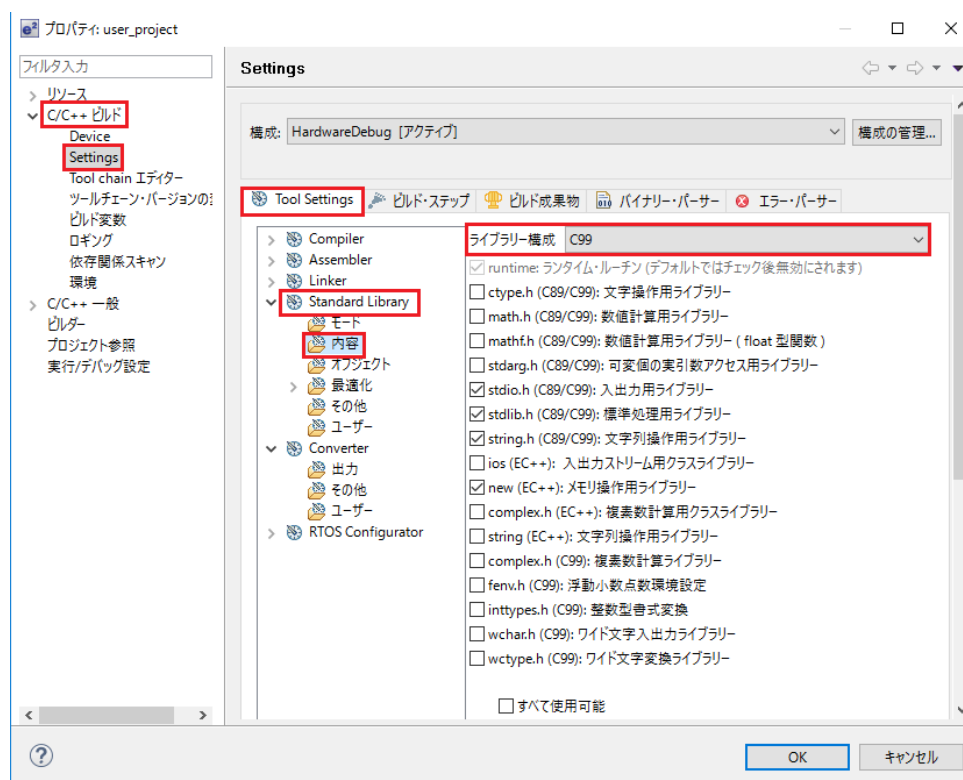 e² プロパティ: user_project
フィルタ入力
リソース
C/C++ ビルド
Device
Settings
Tool chain エディター
ツールチェーン・バージョンの
ビルド変数
ロギング
依存関係スキャン
環境
C/C++ 一般
ビルダー
プロジェクト参照
実行/デバッグ設定
Settings
構成: HardwareDebug [アクティブ]
構成の管理...
Tool Settings ビルド・ステップ ビルド成果物 バイナリー・パーサー エラー・パーサー
Compiler
Assembler
Linker
Standard Library
モード
内容
オブジェクト
最適化
その他
ユーザー
Converter
出力
その他
ユーザー
RTOS Configurator
ライブラリー構成 C99
runtime: ランタイム・ルーチン (デフォルトではチェック後無効にされます)
ctype.h (C89/C99): 文字操作用ライブラリー
math.h (C89/C99): 数値計算用ライブラリー
mathf.h (C89/C99): 数値計算用ライブラリー ( float 型関数 )
stdarg.h (C89/C99): 可変個の実引数アクセス用ライブラリー
stdio.h (C89/C99): 入出力用ライブラリー
stdlib.h (C89/C99): 標準処理用ライブラリー
string.h (C89/C99): 文字列操作用ライブラリー
ios (EC++): 入出力ストリーム用クラスライブラリー
new (EC++): メモリ操作用ライブラリー
complex.h (EC++): 複素数計算用クラスライブラリー
string (EC++): 文字列操作用ライブラリー
complex.h (C99): 複素数計算ライブラリー
fenv.h (C99): 浮動小数点数環境設定
inttypes.h (C99): 整数型書式変換
wchar.h (C99): ワイド文字入出力ライブラリー
wctype.h (C99): ワイド文字変換ライブラリー
すべて使用可能
?
OK
キャンセル